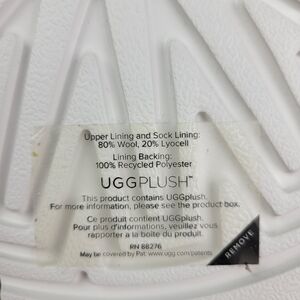 Upper Lining and Sock Lining:
80% Wool, 20% Lyocell
Lining Backing:
100% Recycled Polyester
UGGPLUSH™
This product contains UGGplush.
For more information, please see the product box.
Ce produit contient UGGplush.
Pour plus d'informations, veuillez vous
rapporter a la boîte du produit.
RN 88276
May be covered by Pat. www.ugg.com/patents
REMOVE